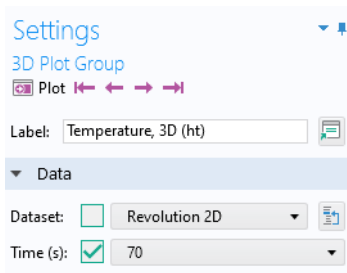 Settings
3D Plot Group
Plot
Label: Temperature, 3D (ht)
Data
Dataset: Revolution 2D
Time (s): 70